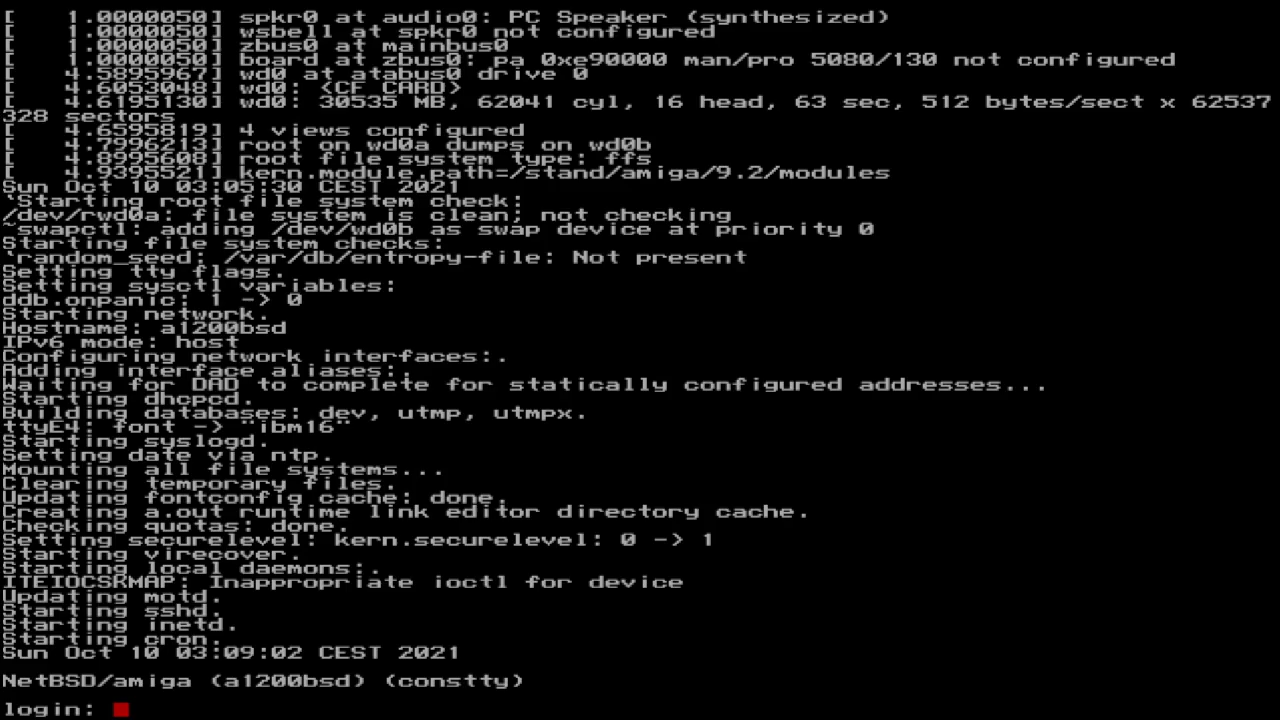 [   1.0000050] spkr0 at audio0: PC Speaker (synthesized)
[   1.0000050] wsbell at spkr0 not configured
[   1.0000050] zbus0 at mainbus0
[   1.0000050] board at zbus0: pa 0xe90000 man/pro 5080/130 not configured
[   4.5895967] wd0 at atabus0 drive 0
[   4.6053048] wd0: <CF CARD>
[   4.6195130] wd0: 30535 MB, 62041 cyl, 16 head, 63 sec, 512 bytes/sect x 62537
328 sectors
[   4.6595819] 4 views configured
[   4.7996213] root on wd0a dumps on wd0b
[   4.8995608] root file system type: ffs
[   4.9395521] kern.module.path=/stand/amiga/9.2/modules
Sun Oct 10 03:05:30 CEST 2021
`Starting root file system check:
/dev/rwd0a: file system is clean; not checking
~swapctl: adding /dev/wd0b as swap device at priority 0
Starting file system checks:
`random_seed: /var/db/entropy-file: Not present
Setting tty flags.
Setting sysctl variables:
ddb.onpanic: 1 -> 0
Starting network.
Hostname: a1200bsd
IPv6 mode: host
Configuring network interfaces:.
Adding interface aliases:.
Waiting for DAD to complete for statically configured addresses...
Starting dhcpcd.
Building databases: dev, utmp, utmpx.
ttyE4: font -> "ibm16"
Starting syslogd.
Setting date via ntp.
Mounting all file systems...
Clearing temporary files.
Updating fontconfig cache: done.
Creating a.out runtime link editor directory cache.
Checking quotas: done.
Setting securelevel: kern.securelevel: 0 -> 1
Starting virecover.
Starting local daemons:.
ITEIOCSKMAP: Inappropriate ioctl for device
Updating motd.
Starting sshd.
Starting inetd.
Starting cron.
Sun Oct 10 03:09:02 CEST 2021
NetBSD/amiga (a1200bsd) (constty)
login: